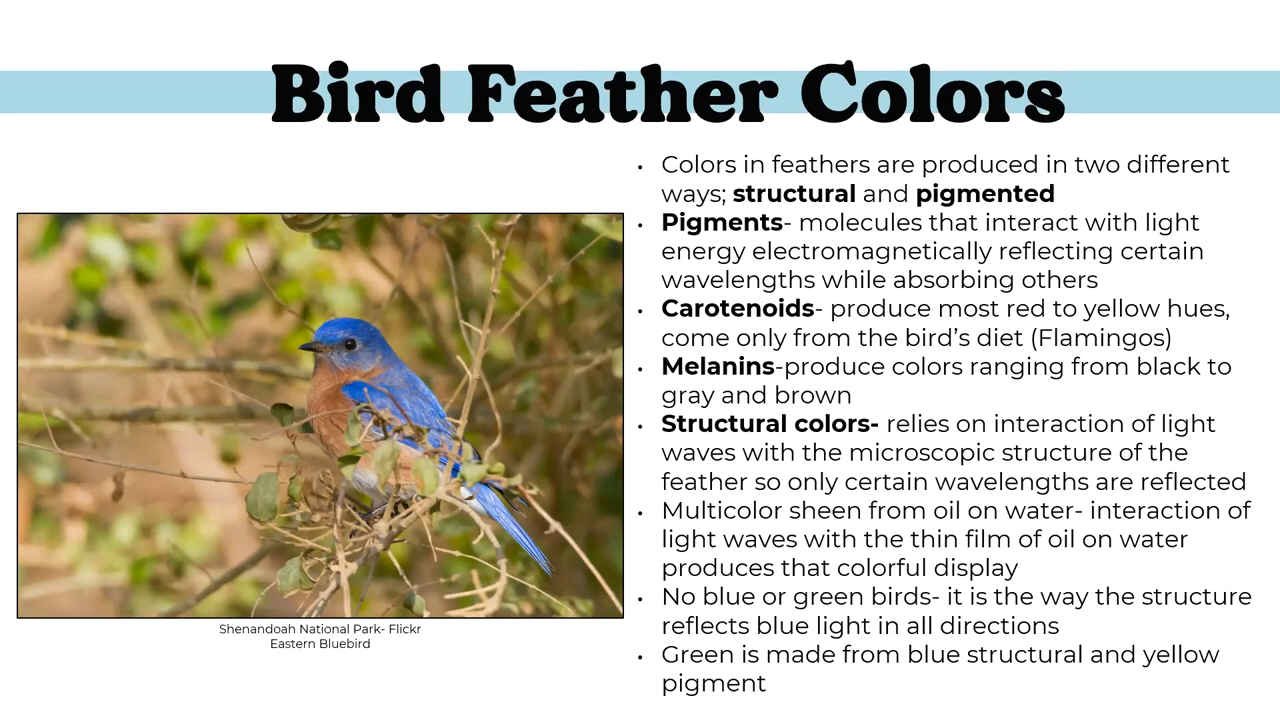 Bird Feather Colors
• Colors in feathers are produced in two different
ways; structural and pigmented
• Pigments- molecules that interact with light
energy electromagnetically reflecting certain
wavelengths while absorbing others
• Carotenoids- produce most red to yellow hues,
come only from the bird’s diet (Flamingos)
• Melanins-produce colors ranging from black to
gray and brown
• Structural colors- relies on interaction of light
waves with the microscopic structure of the
feather so only certain wavelengths are reflected
• Multicolor sheen from oil on water- interaction of
light waves with the thin film of oil on water
produces that colorful display
• No blue or green birds- it is the way the structure
reflects blue light in all directions
• Green is made from blue structural and yellow
pigment
Shenandoah National Park- Flickr
Eastern Bluebird